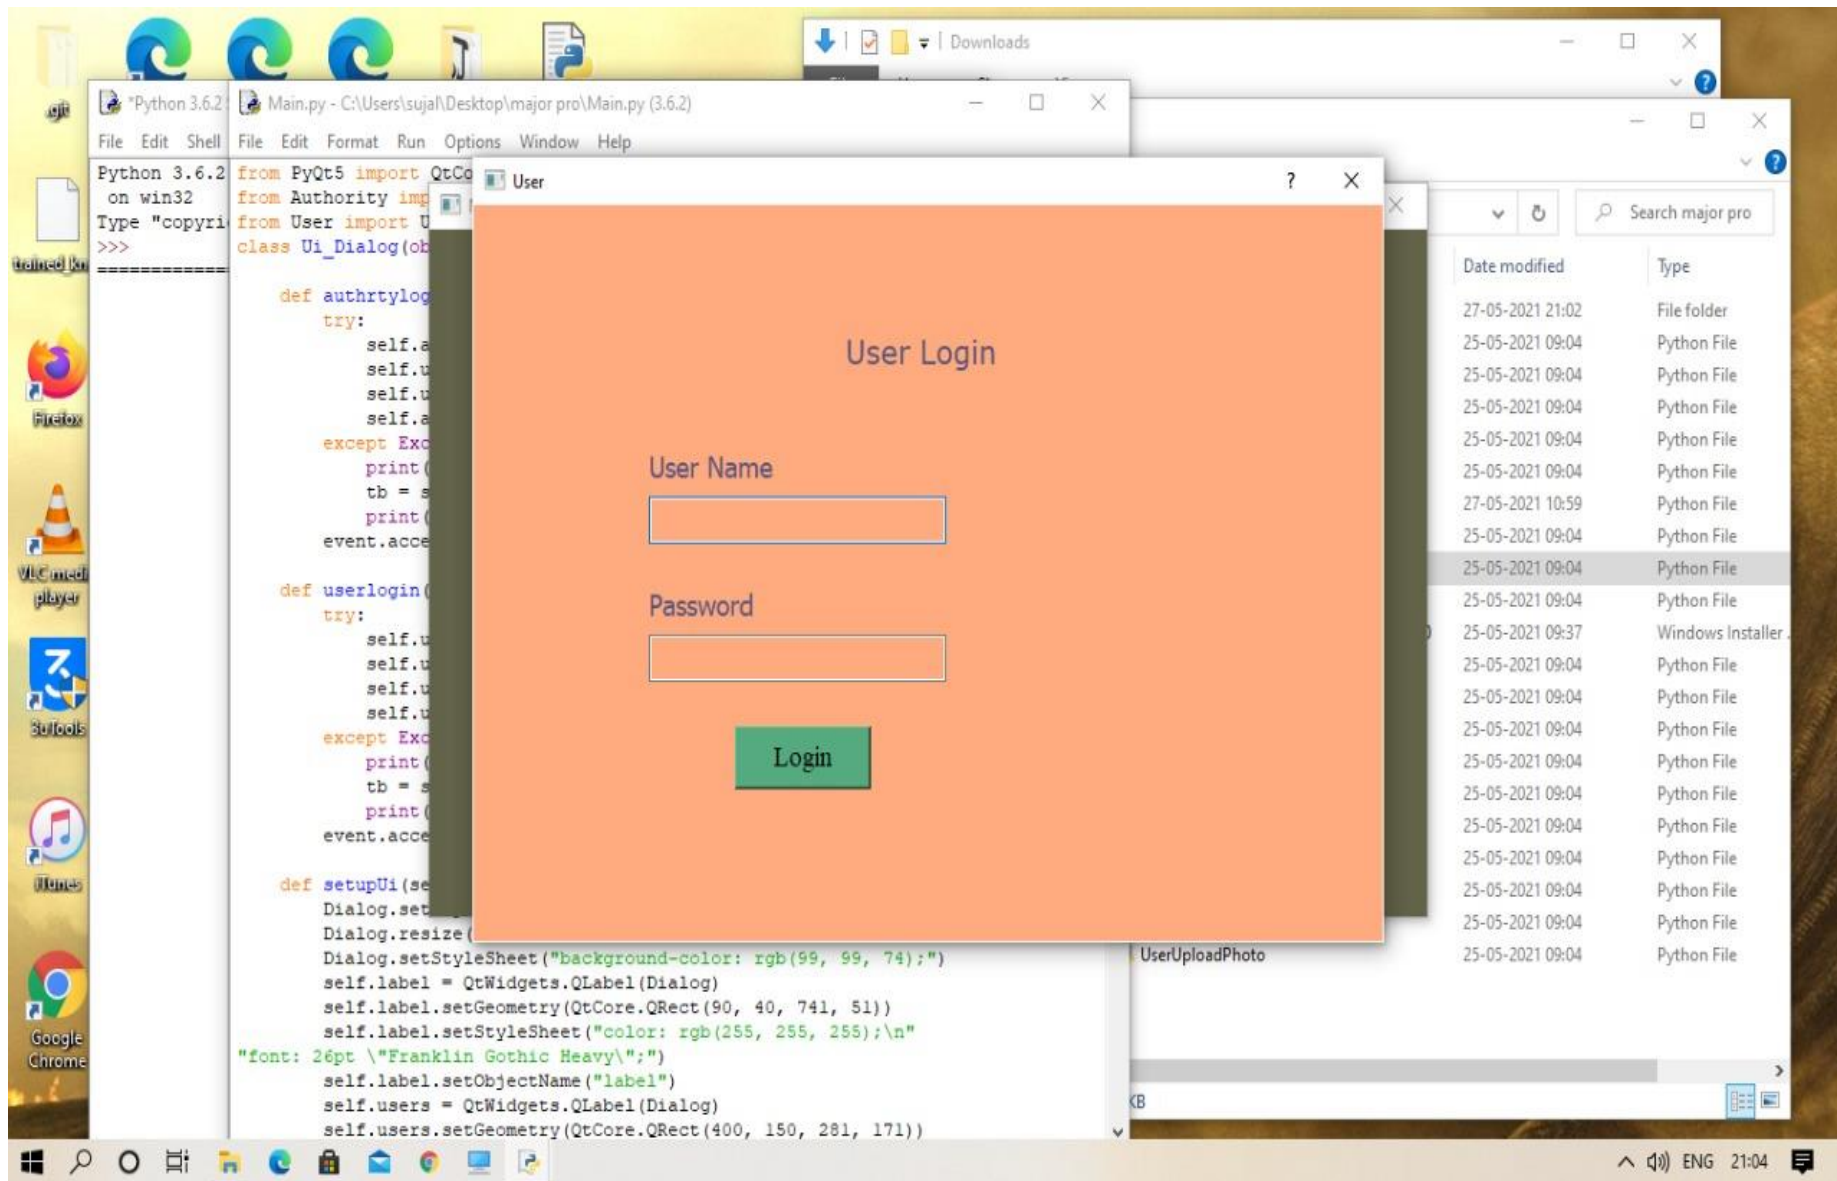 .git
trained_kn
Firefox
VLC medi
player
3uTools
iTunes
Google
Chrome
Downloads
*Python 3.6.2
File Edit Shell
Python 3.6.2
on win32
Type "copyri
>>>
=============
Main.py - C:\Users\sujal\Desktop\major pro\Main.py (3.6.2)
File Edit Format Run Options Window Help
from PyQt5 import QtCo
from Authority imp
from User import U
class Ui_Dialog(ob
def authrtylog
try:
self.a
self.u
self.u
self.a
except Exc
print(
tb = s
print(
event.acce
def userlogin(
try:
self.u
self.u
self.u
self.u
except Exc
print(
tb = s
print(
event.acce
def setupUi(se
Dialog.set
Dialog.resize(
Dialog.setStyleSheet("background-color: rgb(99, 99, 74);")
self.label = QtWidgets.QLabel(Dialog)
self.label.setGeometry(QtCore.QRect(90, 40, 741, 51))
self.label.setStyleSheet("color: rgb(255, 255, 255);\n"
"font: 26pt \"Franklin Gothic Heavy\";")
self.label.setObjectName("label")
self.users = QtWidgets.QLabel(Dialog)
self.users.setGeometry(QtCore.QRect(400, 150, 281, 171))
User ?
User Login
User Name
Password
Login
Search major pro
Date modified Type
27-05-2021 21:02 File folder
25-05-2021 09:04 Python File
25-05-2021 09:04 Python File
25-05-2021 09:04 Python File
25-05-2021 09:04 Python File
25-05-2021 09:04 Python File
27-05-2021 10:59 Python File
25-05-2021 09:04 Python File
25-05-2021 09:04 Python File
25-05-2021 09:04 Python File
25-05-2021 09:37 Windows Installer .
25-05-2021 09:04 Python File
25-05-2021 09:04 Python File
25-05-2021 09:04 Python File
25-05-2021 09:04 Python File
25-05-2021 09:04 Python File
25-05-2021 09:04 Python File
25-05-2021 09:04 Python File
25-05-2021 09:04 Python File
25-05-2021 09:04 Python File
UserUploadPhoto 25-05-2021 09:04 Python File
KB
ENG 21:04